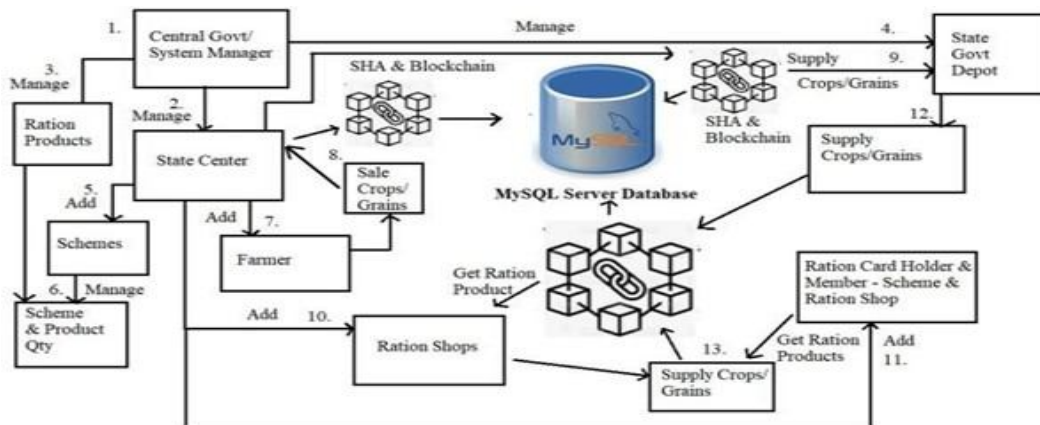 1.
Central Govt/
System Manager
Manage
4.
State
Govt
Depot
3.
Manage
SHA & Blockchain
Supply
9.
Crops/Grains
2.
Manage
Ration
Products
State Center
MySQL
SHA &
Blockchain
12.
Supply
Crops/Grains
8.
Sale
Crops/
Grains
MySQL Server Database
5.
Add
Add
7.
Schemes
Farmer
6.
Manage
Get Ration
Product
Ration Card Holder &
Member - Scheme &
Ration Shop
Scheme
& Product
Qty
Add
10.
Ration Shops
13.
Get Ration
Products
Add
11.
Supply Crops/
Grains